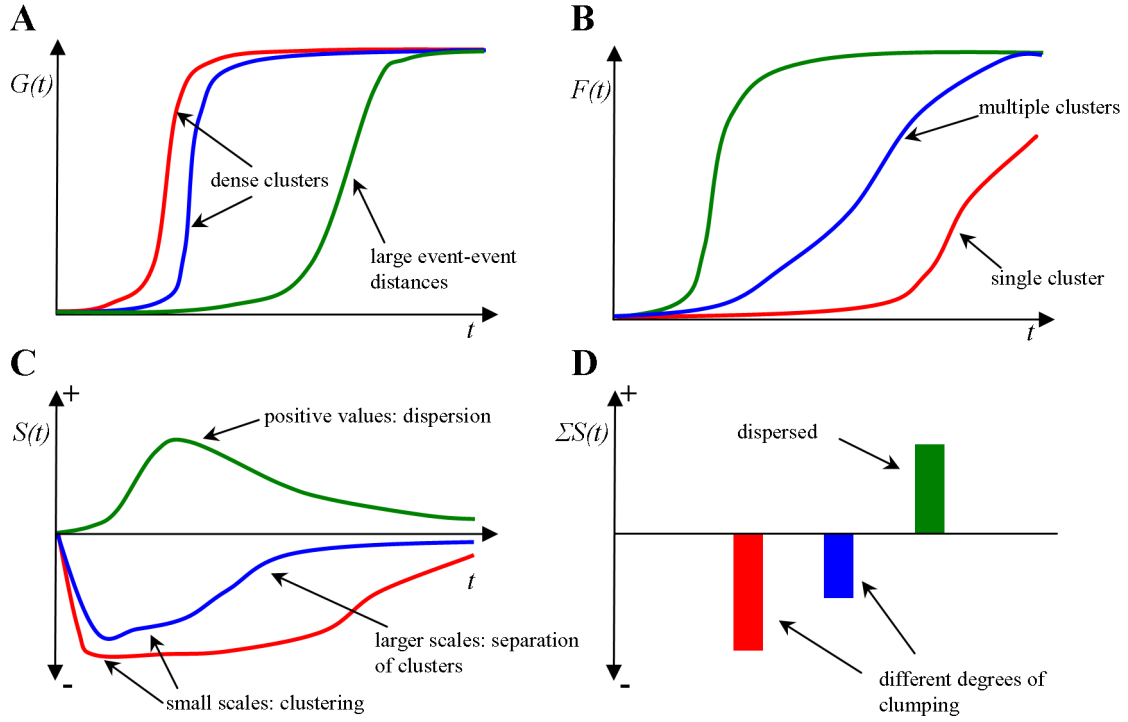 A
G(t)
dense clusters
large event-event
distances
t
B
F(t)
multiple clusters
single cluster
t
C
+
S(t)
positive values: dispersion
t
larger scales: separation
of clusters
small scales: clustering
-
D
+
ΣS(t)
dispersed
different degrees of
clumping
-